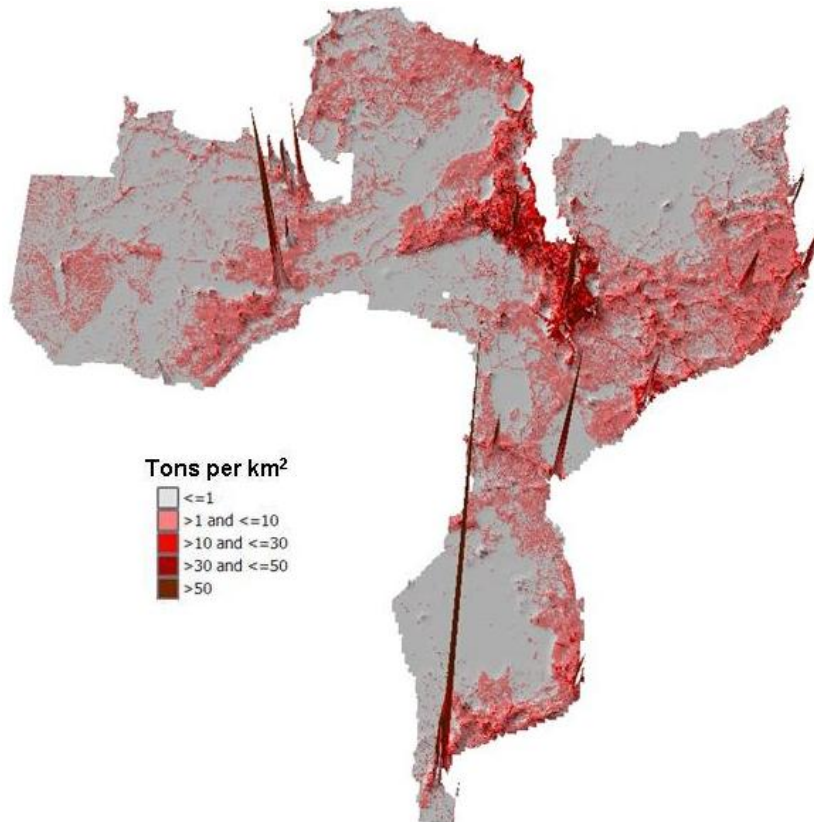 Tons per km²
<=1
>1 and <=10
>10 and <=30
>30 and <=50
>50